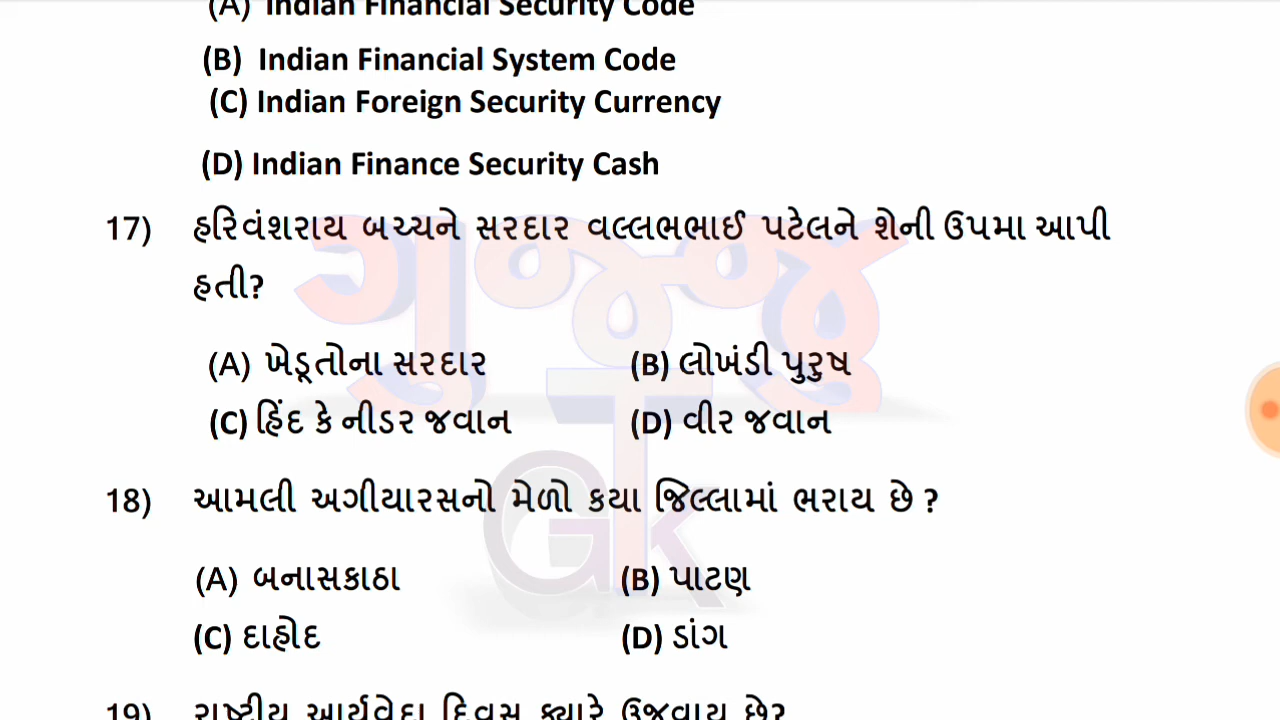 (A) Indian Financial Security Code
(B) Indian Financial System Code
(C) Indian Foreign Security Currency
(D) Indian Finance Security Cash
17) હરિવંશરાય બચ્ચને સરદાર વલ્લભભાઈ પટેલને શેની ઉપમા આપી
હતી?
(A) ખેડૂતોના સરદાર (B) લોખંડી પુરુષ
(C) હિંદ કે નીડર જવાન (D) વીર જવાન
18) આમલી અગીયારસનો મેળો કયા જિલ્લામાં ભરાય છે ?
(A) બનાસકાઠા (B) પાટણ
(C) દાહોદ (D) ડાંગ
19) રાષ્ટ્રીય આર્યવેદા દિવસ ક્યારે ઉજવાય છે?
ગુજ્જુ
GTK